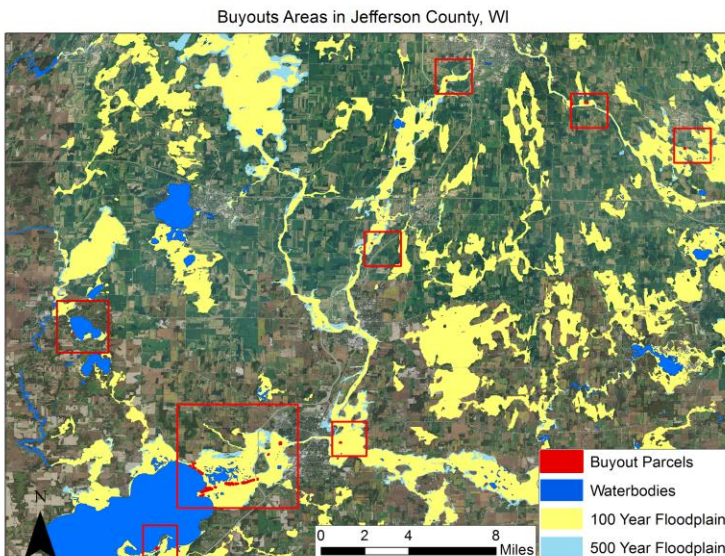 Buyouts Areas in Jefferson County, WI
Buyout Parcels
Waterbodies
100 Year Floodplain
500 Year Floodplain
N
0 2 4 8
Miles